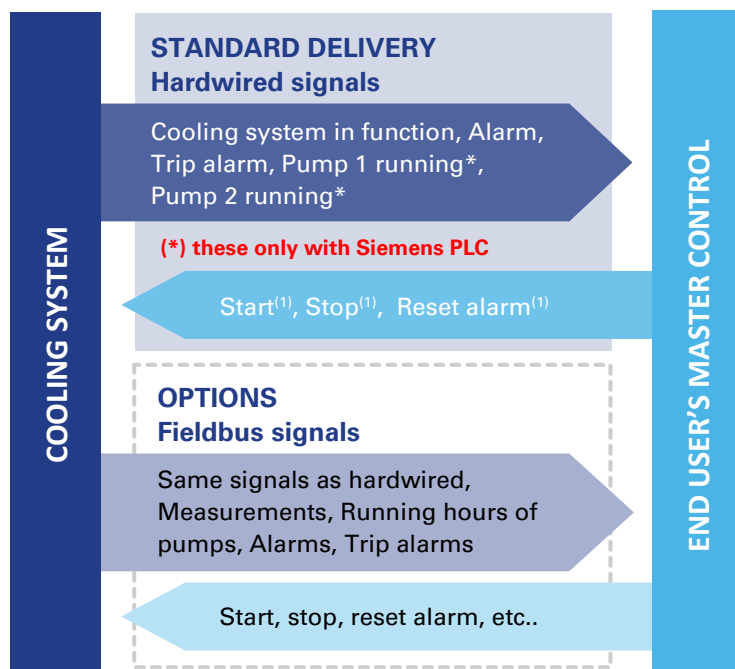 STANDARD DELIVERY
Hardwired signals
Cooling system in function, Alarm,
Trip alarm, Pump 1 running*,
Pump 2 running*
(*) these only with Siemens PLC
Start(1), Stop(1), Reset alarm(1)
OPTIONS
Fieldbus signals
Same signals as hardwired,
Measurements, Running hours of
pumps, Alarms, Trip alarms
Start, stop, reset alarm, etc..
COOLING SYSTEM
END USER'S MASTER CONTROL